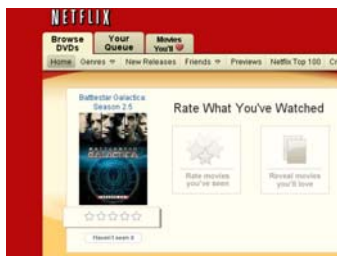 NETFLIX
Browse DVDs
Your Queue
Movies You'll ♥
Home Genres New Releases Friends Previews Netflix Top 100
Battlestar Galactica: Season 2.5
Rate What You've Watched
BATTLESTAR
GALACTICA
Rate movies you've seen
Reveal movies you'll love
Haven't seen it